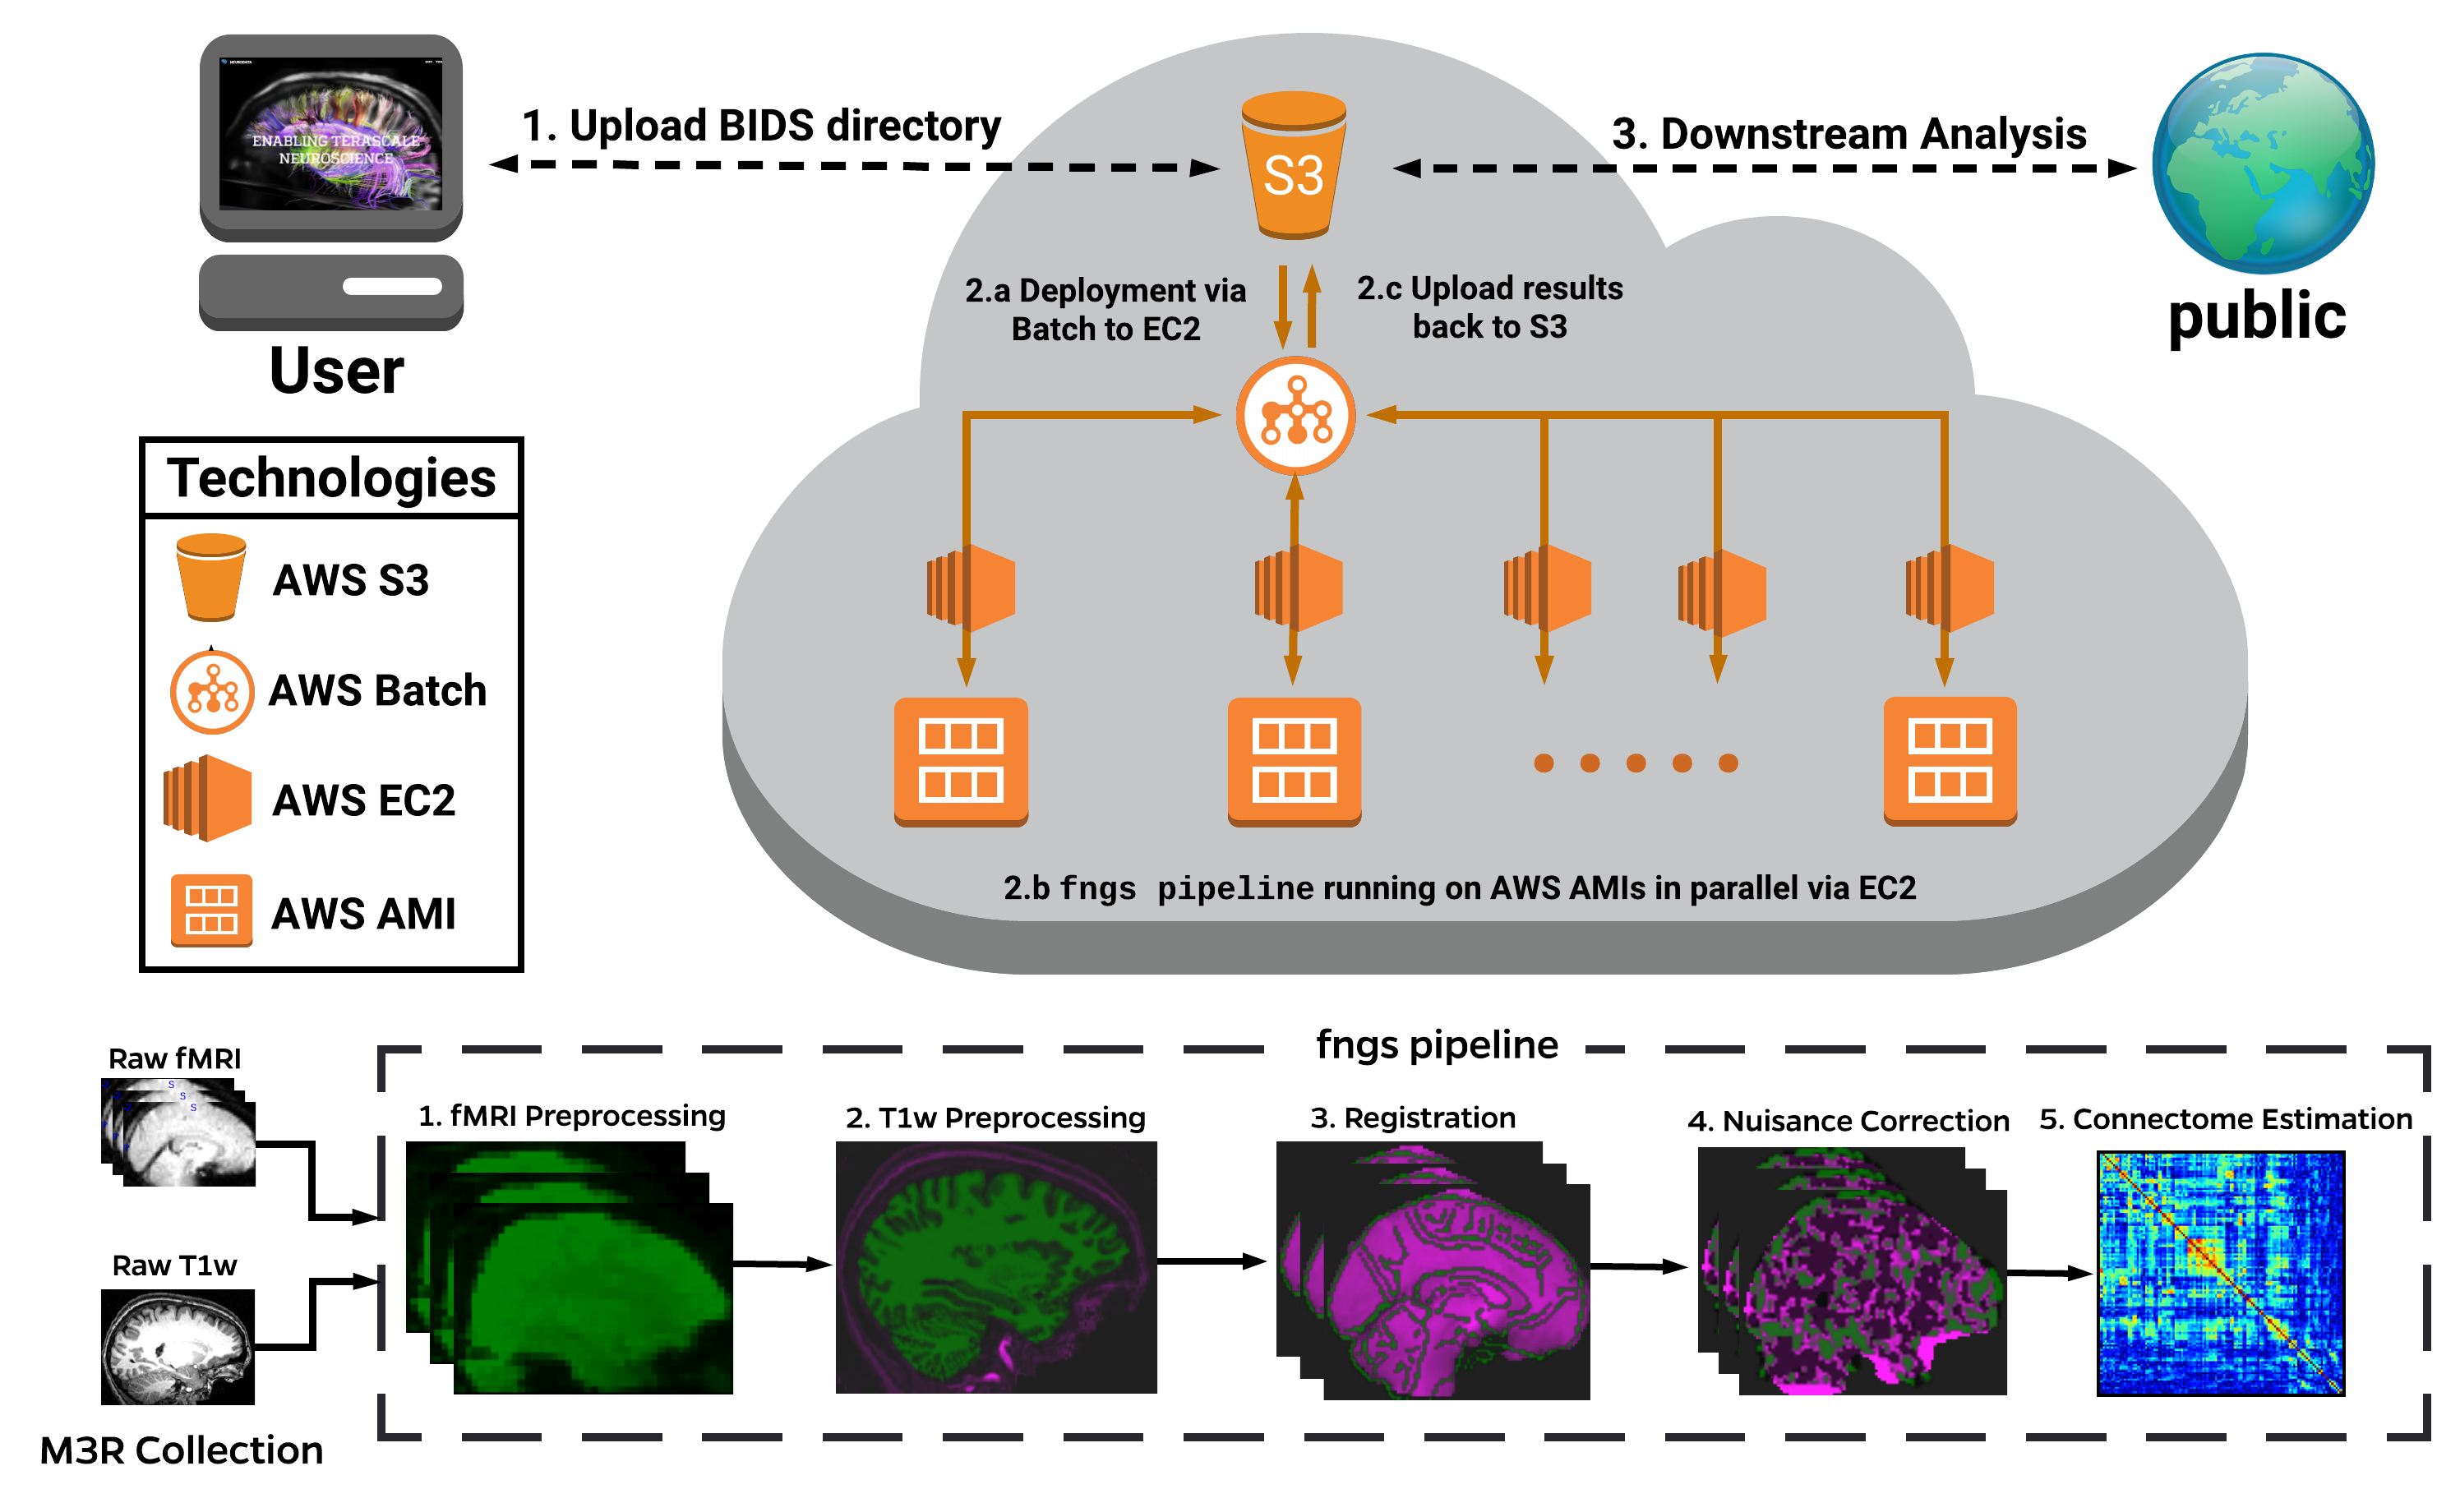 NEURODATA
ENABLING TERASCALE
NEUROSCIENCE
User
1. Upload BIDS directory
S3
3. Downstream Analysis
public
2.a Deployment via
Batch to EC2
2.c Upload results
back to S3
Technologies
AWS S3
AWS Batch
AWS EC2
AWS AMI
2.b fngs pipeline running on AWS AMIs in parallel via EC2
fngs pipeline
Raw fMRI
S
S
S
Raw T1w
M3R Collection
1. fMRI Preprocessing
2. T1w Preprocessing
3. Registration
4. Nuisance Correction
5. Connectome Estimation